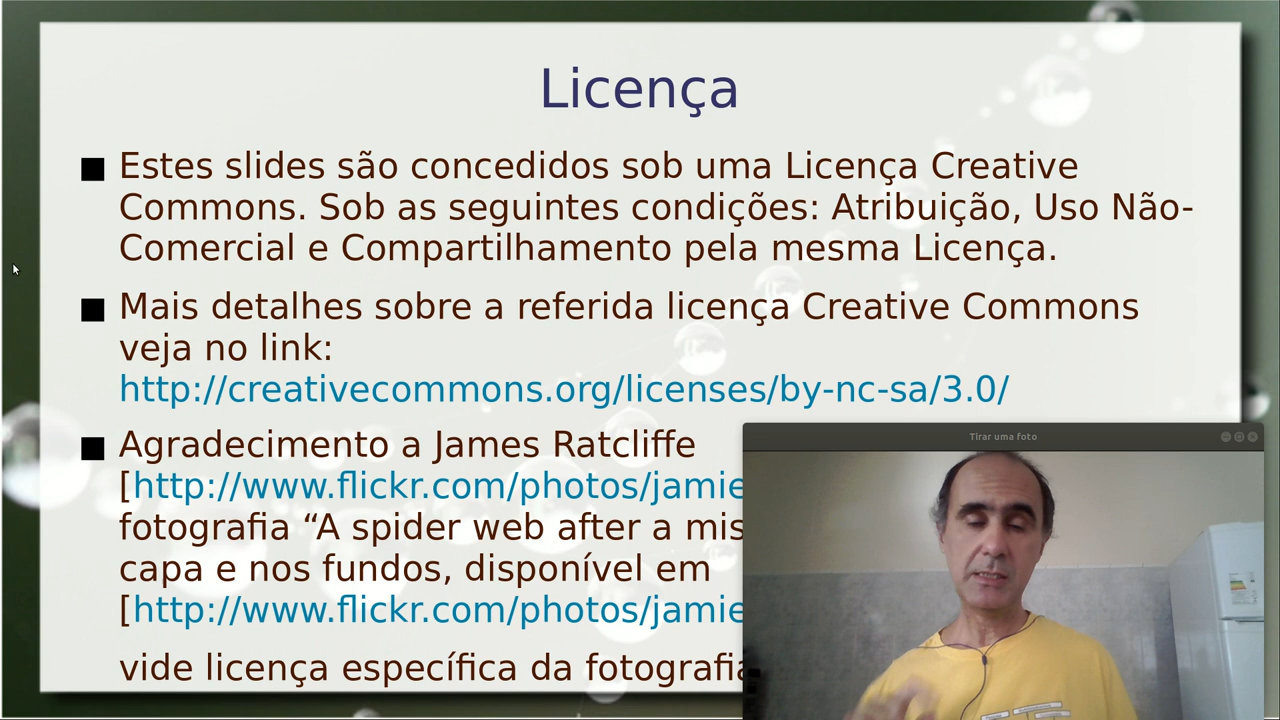 Licença
Estes slides são concedidos sob uma Licença Creative
Commons. Sob as seguintes condições: Atribuição, Uso Não-
Comercial e Compartilhamento pela mesma Licença.
Mais detalhes sobre a referida licença Creative Commons
veja no link:
http://creativecommons.org/licenses/by-nc-sa/3.0/
Agradecimento a James Ratcliffe
[http://www.flickr.com/photos/jamie
fotografia “A spider web after a mis
capa e nos fundos, disponível em
[http://www.flickr.com/photos/jamie
vide licença específica da fotografia
Tirar uma foto